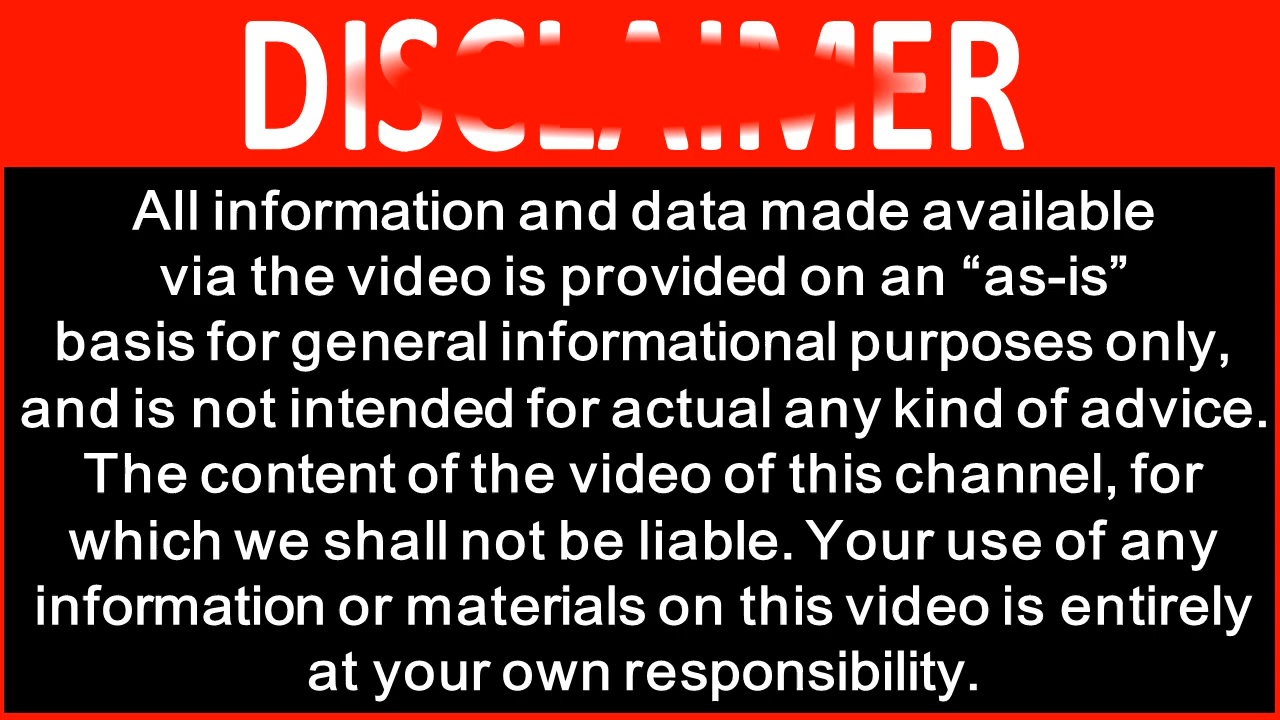 DISCLAIMER
All information and data made available
via the video is provided on an “as-is”
basis for general informational purposes only,
and is not intended for actual any kind of advice.
The content of the video of this channel, for
which we shall not be liable. Your use of any
information or materials on this video is entirely
at your own responsibility.